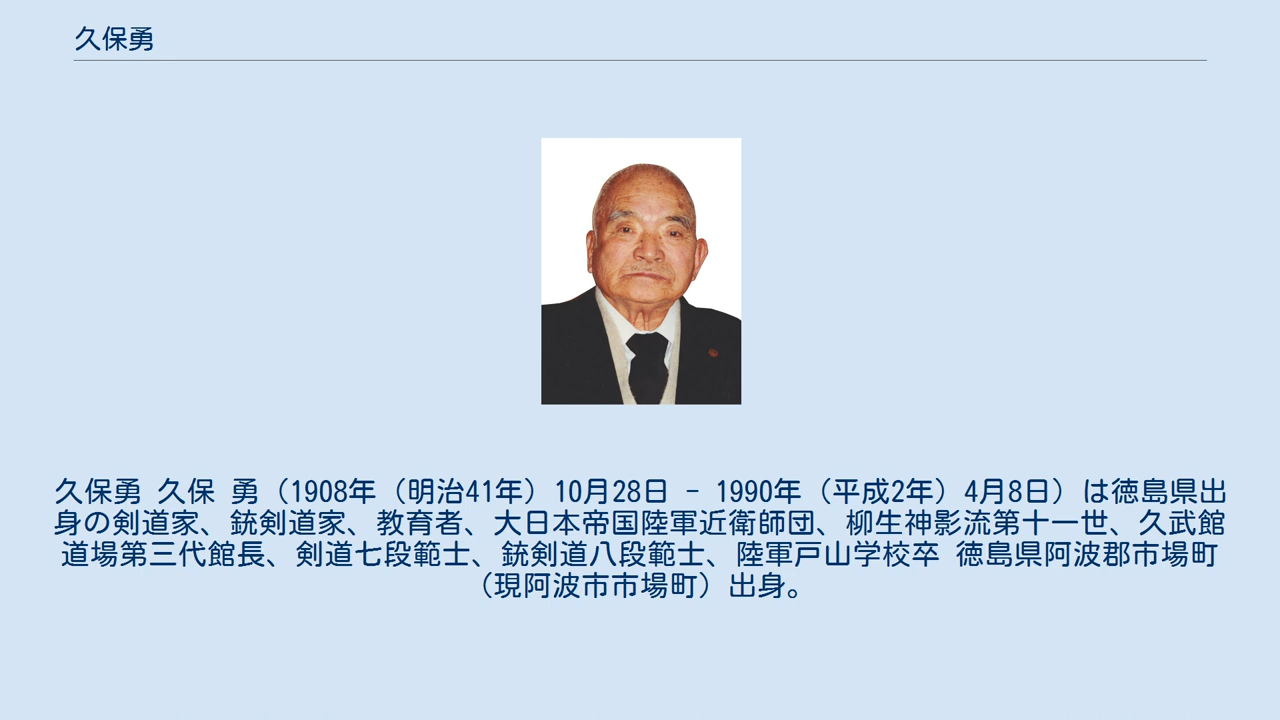 久保勇
久保勇 久保 勇（1908年（明治41年）10月28日 - 1990年（平成2年）4月8日）は徳島県出
身の剣道家、銃剣道家、教育者、大日本帝国陸軍近衛師団、柳生神影流第十一世、久武館
道場第三代館長、剣道七段範士、銃剣道八段範士、陸軍戸山学校卒 徳島県阿波郡市場町
（現阿波市市場町）出身。